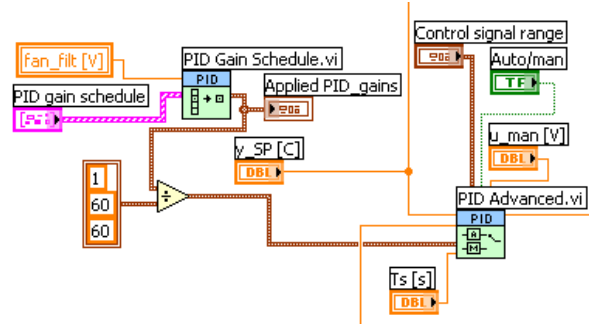 Control signal range
fan_filt [V]
PID Gain Schedule.vi
Auto/man
PID
TF
PID gain schedule
Applied PID_gains
u_man [V]
y_SP [C]
DBL
DBL
1
60
60
÷
PID Advanced.vi
PID
A
M
Ts [s]
DBL